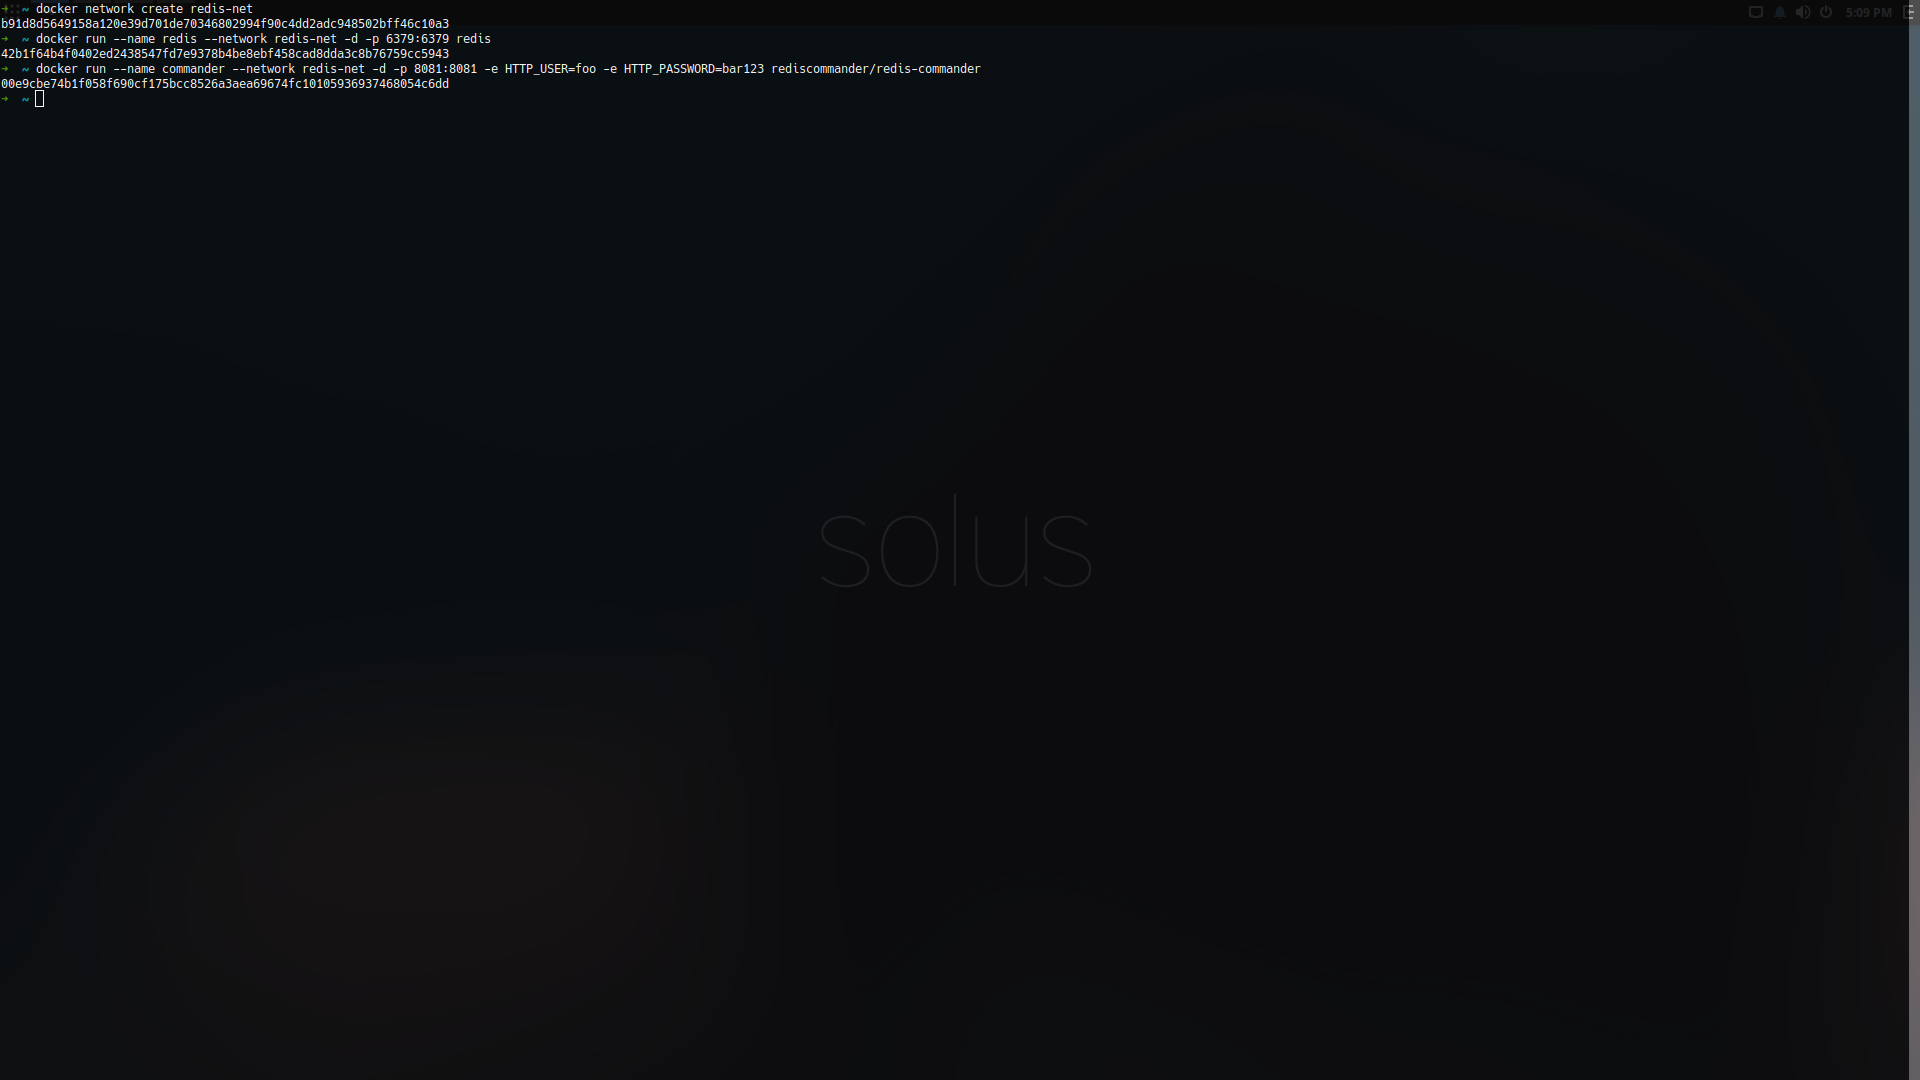 ➜  ~ docker network create redis-net
b91d8d5649158a120e39d701de70346802994f90c4dd2adc948502bff46c10a3
➜  ~ docker run --name redis --network redis-net -d -p 6379:6379 redis
42b1f64b4f0402ed2438547fd7e9378b4be8ebf458cad8dda3c8b76759cc5943
➜  ~ docker run --name commander --network redis-net -d -p 8081:8081 -e HTTP_USER=foo -e HTTP_PASSWORD=bar123 rediscommander/redis-commander
00e9cbe74b1f058f690cf175bcc8526a3aea69674fc10105936937468054c6dd
➜  ~
5:09 PM
solus